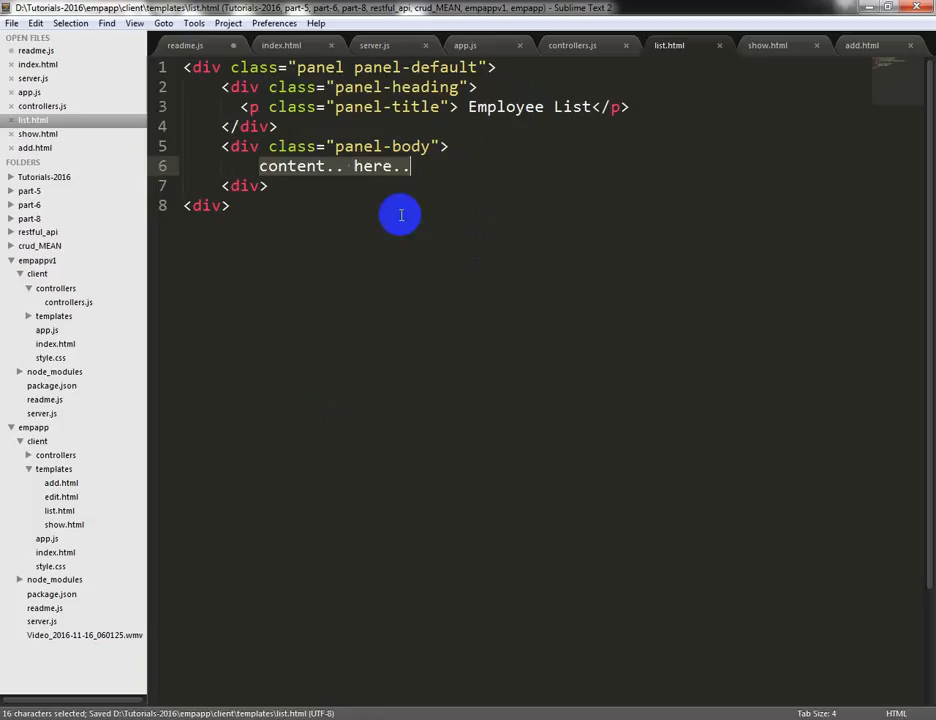 D:\Tutorials-2016\empapp\client\templates\list.html (Tutorials-2016, part-5, part-6, part-8, restful_api, crud_MEAN, empappv1, empapp) - Sublime Text 2
File Edit Selection Find View Goto Tools Project Preferences Help
OPEN FILES
readme.js
index.html
server.js
app.js
controllers.js
list.html
show.html
add.html
FOLDERS
Tutorials-2016
part-5
part-6
part-8
restful_api
crud_MEAN
empappv1
client
controllers
controllers.js
templates
app.js
index.html
style.css
node_modules
package.json
readme.js
server.js
empapp
client
controllers
templates
add.html
edit.html
list.html
show.html
app.js
index.html
style.css
node_modules
package.json
readme.js
server.js
Video_2016-11-16_060125.wmv
readme.js index.html server.js app.js controllers.js list.html show.html add.html
1 <div class="panel panel-default">
2 <div class="panel-heading">
3 <p class="panel-title"> Employee List</p>
4 </div>
5 <div class="panel-body">
6 content.. here..
7 <div>
8 <div>
16 characters selected; Saved D:\Tutorials-2016\empapp\client\templates\list.html (UTF-8) Tab Size: 4 HTML